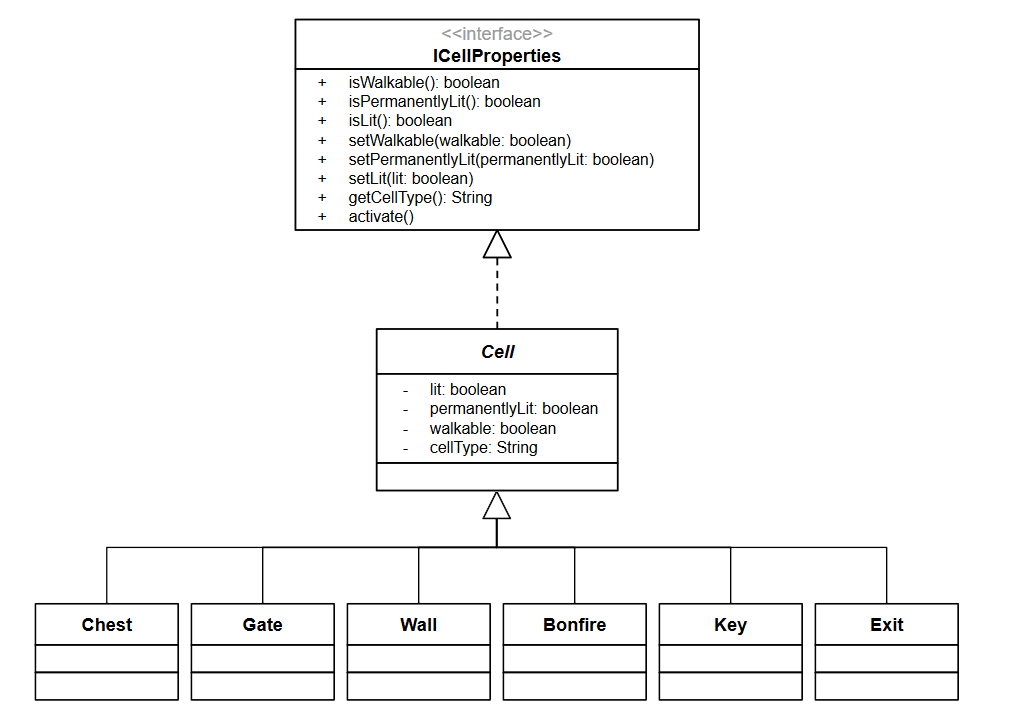 <<interface>>
ICellProperties
+ isWalkable(): boolean
+ isPermanentlyLit(): boolean
+ isLit(): boolean
+ setWalkable(walkable: boolean)
+ setPermanentlyLit(permanentlyLit: boolean)
+ setLit(lit: boolean)
+ getCellType(): String
+ activate()
Cell
- lit: boolean
- permanentlyLit: boolean
- walkable: boolean
- cellType: String
Chest Gate Wall Bonfire Key Exit